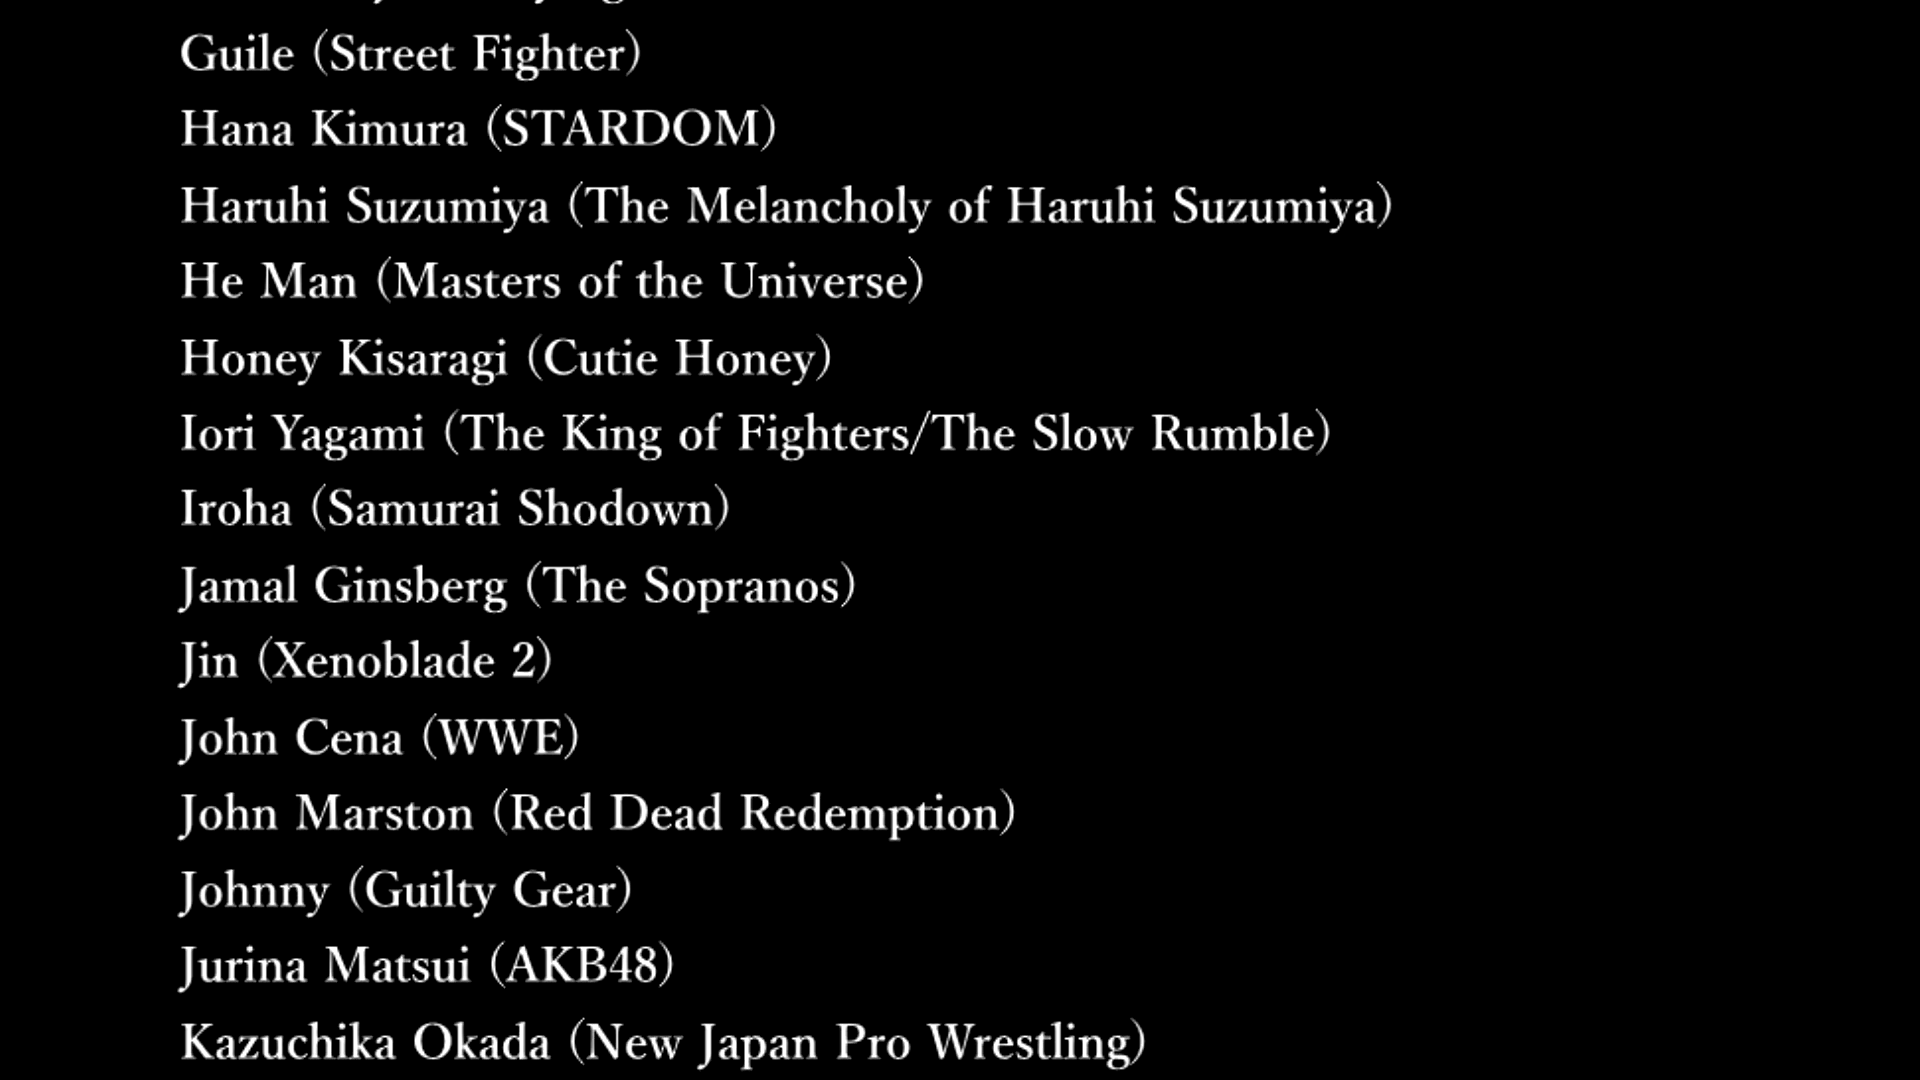 Guile (Street Fighter)
Hana Kimura (STARDOM)
Haruhi Suzumiya (The Melancholy of Haruhi Suzumiya)
He Man (Masters of the Universe)
Honey Kisaragi (Cutie Honey)
Iori Yagami (The King of Fighters/The Slow Rumble)
Iroha (Samurai Shodown)
Jamal Ginsberg (The Sopranos)
Jin (Xenoblade 2)
John Cena (WWE)
John Marston (Red Dead Redemption)
Johnny (Guilty Gear)
Jurina Matsui (AKB48)
Kazuchika Okada (New Japan Pro Wrestling)